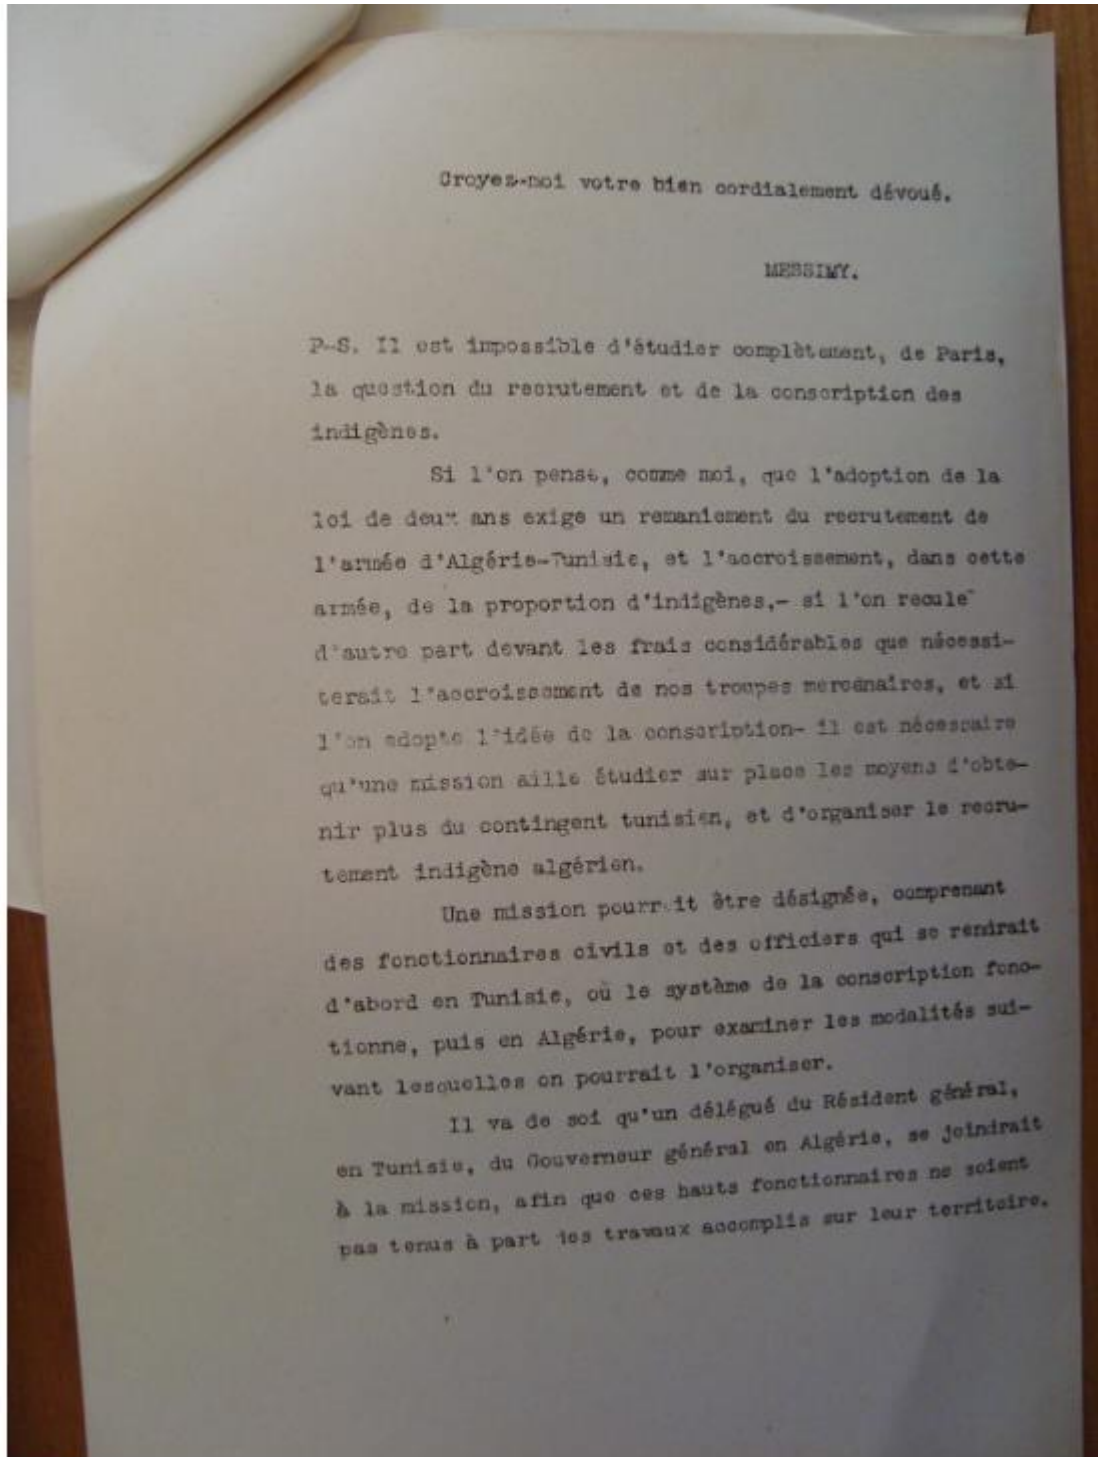 Croyez-moi votre bien cordialement dévoué.
MESSIMY.
P-S. Il est impossible d'étudier complètement, de Paris,
la question du recrutement et de la conscription des
indigènes.
Si l'on pense, comme moi, que l'adoption de la
loi de deux ans exige un remaniement du recrutement de
l'armée d'Algérie-Tunisie, et l'accroissement, dans cette
armée, de la proportion d'indigènes,- si l'on recule
d'autre part devant les frais considérables que nécessi-
terait l'accroissement de nos troupes mercenaires, et si
l'on adopte l'idée de la conscription- il est nécessaire
qu'une mission aille étudier sur place les moyens d'obte-
nir plus du contingent tunisien, et d'organiser le recru-
tement indigène algérien.
Une mission pourrait être désignée, comprenant
des fonctionnaires civils et des officiers qui se rendrait
d'abord en Tunisie, où le système de la conscription fonc-
tionne, puis en Algérie, pour examiner les modalités sui-
vant lesquelles on pourrait l'organiser.
Il va de soi qu'un délégué du Résident général,
en Tunisie, du Gouverneur général en Algérie, se joindrait
à la mission, afin que ces hauts fonctionnaires ne soient
pas tenus à part des travaux accomplis sur leur territoire.